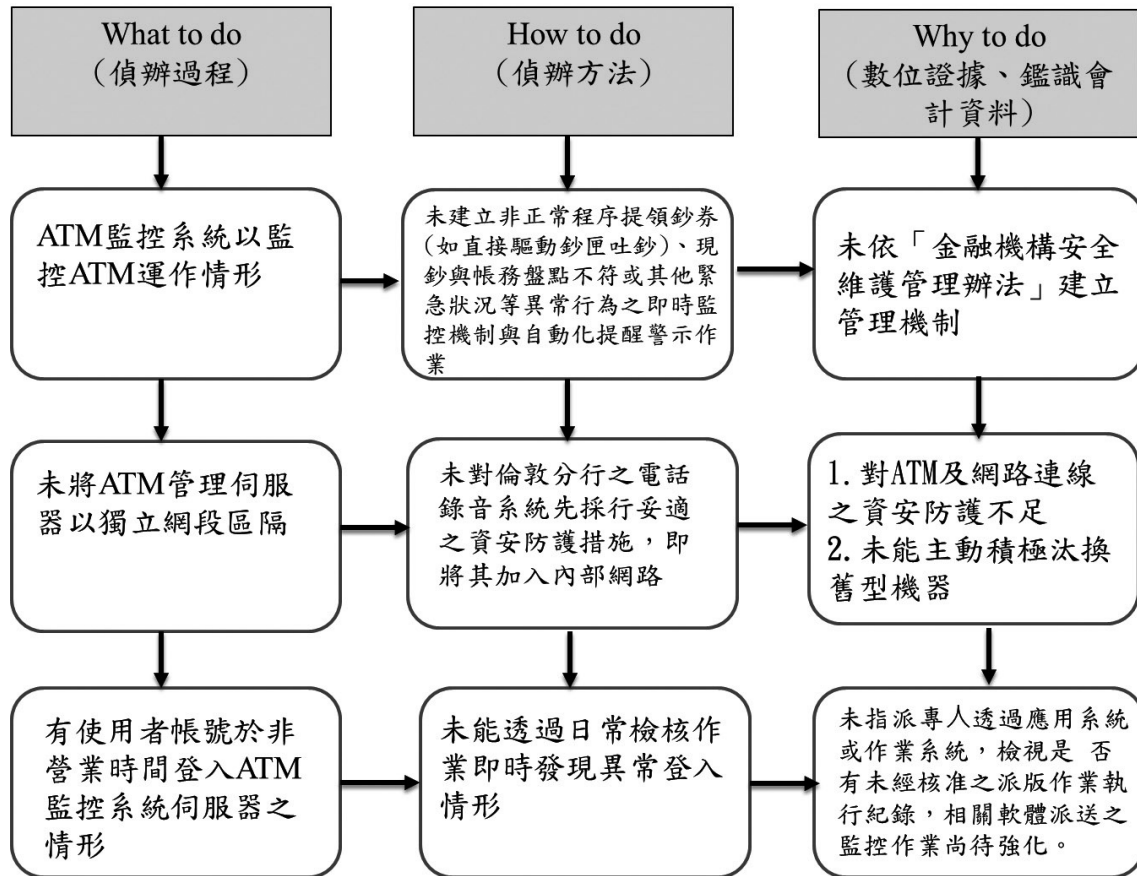 What to do
（偵辦過程）
How to do
（偵辦方法）
Why to do
（數位證據、鑑識會
計資料）
ATM監控系統以監
控ATM運作情形
未建立非正常程序提領鈔券
(如直接驅動鈔匣吐鈔)、現
鈔與帳務盤點不符或其他緊
急狀況等異常行為之即時監
控機制與自動化提醒警示作
業
未依「金融機構安全
維護管理辦法」建立
管理機制
未將ATM管理伺服
器以獨立網段區隔
未對倫敦分行之電話
錄音系統先採行妥適
之資安防護措施，即
將其加入內部網路
1. 對ATM及網路連線
之資安防護不足
2. 未能主動積極汰換
舊型機器
有使用者帳號於非
營業時間登入ATM
監控系統伺服器之
情形
未能透過日常檢核作
業即時發現異常登入
情形
未指派專人透過應用系統
或作業系統，檢視是 否
有未經核准之派版作業執
行紀錄，相關軟體派送之
監控作業尚待強化。